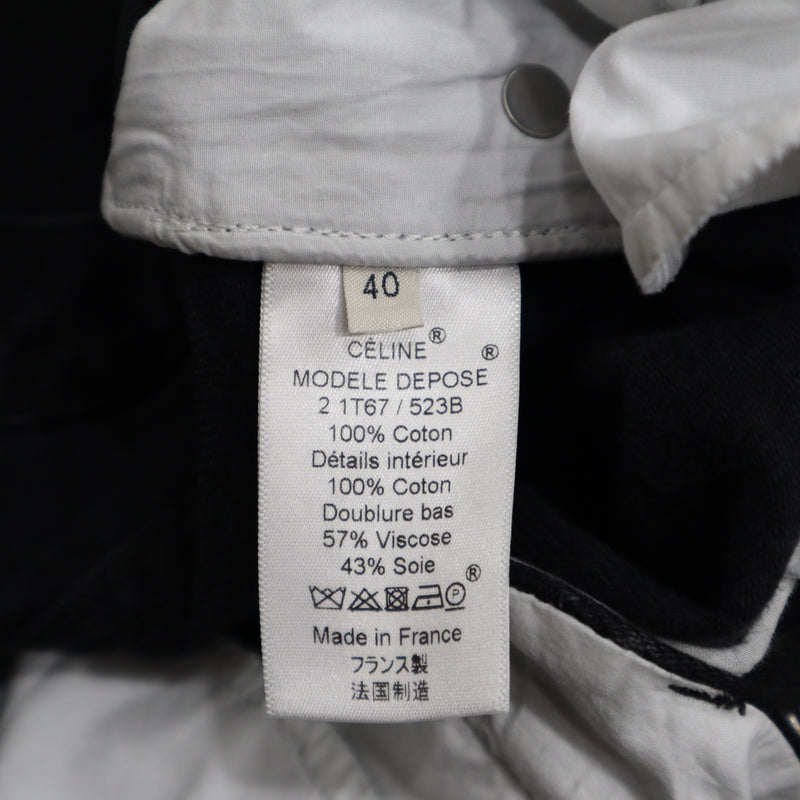 40
CÉLINE®
MODELE DEPOSE®
2 1T67 / 523B
100% Coton
Détails intérieur
100% Coton
Doublure bas
57% Viscose
43% Soie
P ®
Made in France
フランス製
法国制造